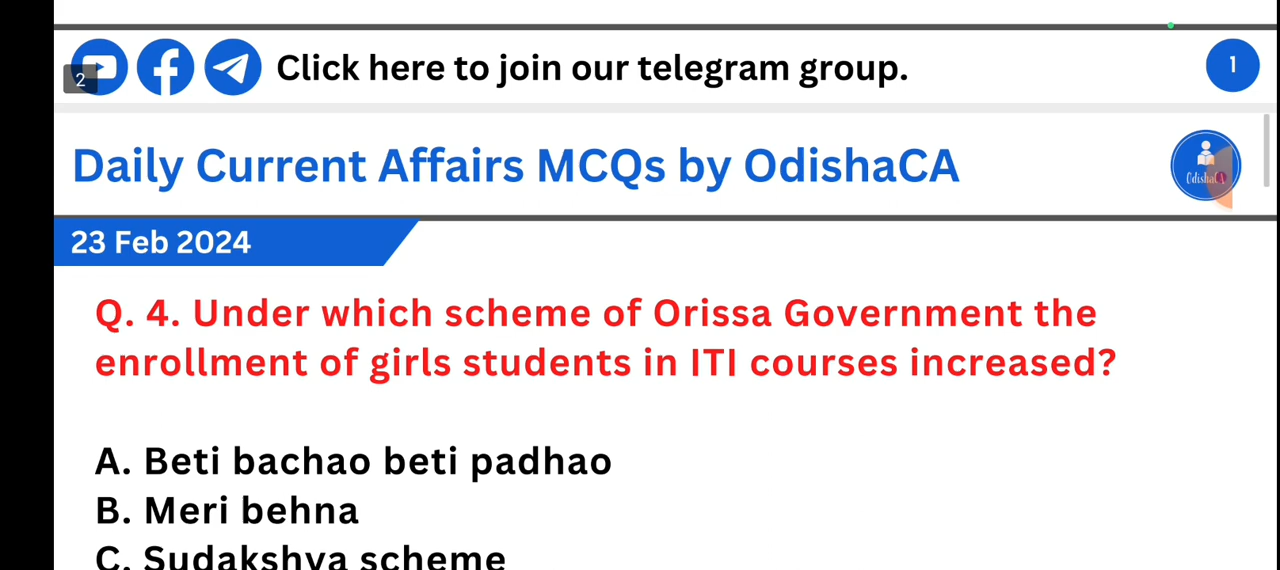 2
Click here to join our telegram group.
1
Daily Current Affairs MCQs by OdishaCA
OdishaCA
23 Feb 2024
Q. 4. Under which scheme of Orissa Government the
enrollment of girls students in ITI courses increased?
A. Beti bachao beti padhao
B. Meri behna
C. Sudakshya scheme